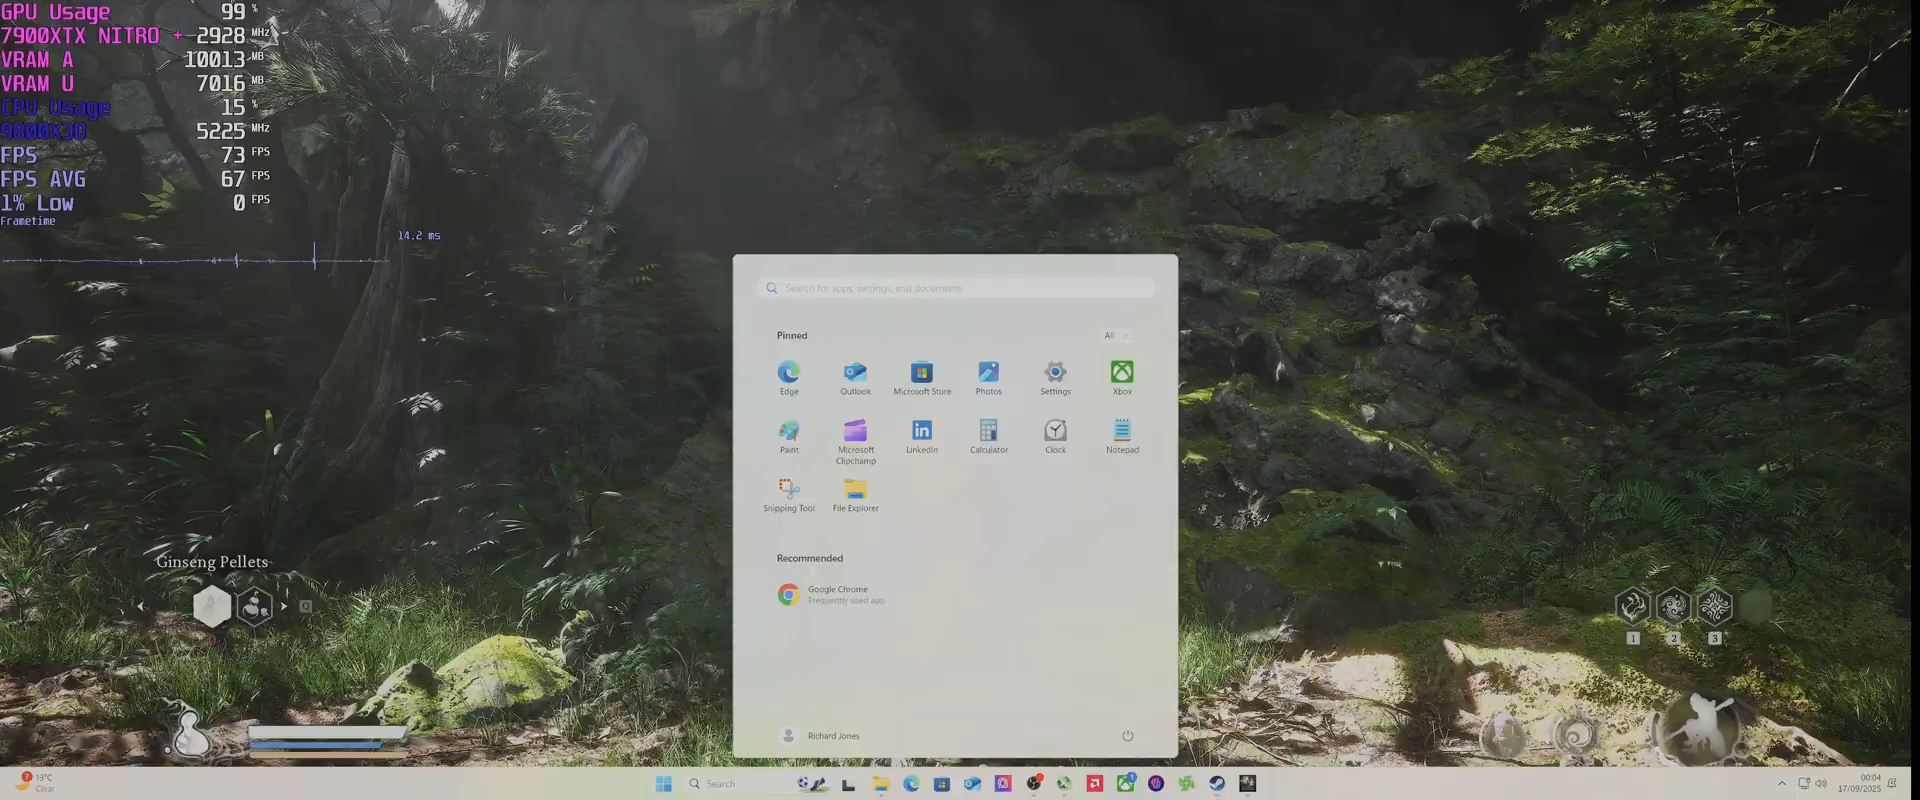 GPU Usage 99 %
7900XTX NITRO + 2928 MHz
VRAM A 10013 MB
VRAM U 7016 MB
CPU Usage 15 %
9800X3D 5225 MHz
FPS 73 FPS
FPS AVG 67 FPS
1% Low 0 FPS
Frametime
14.2 ms
Search for apps, settings, and documents
Pinned
All
Edge
Outlook
Microsoft Store
Photos
Settings
Xbox
Paint
Microsoft
Clipchamp
LinkedIn
Calculator
Clock
Notepad
Snipping Tool
File Explorer
Recommended
Google Chrome
Frequently used app
Richard Jones
Ginseng Pellets
Q
0
1
2
3
7
13°C
Clear
Search
1
00:04
17/09/2025